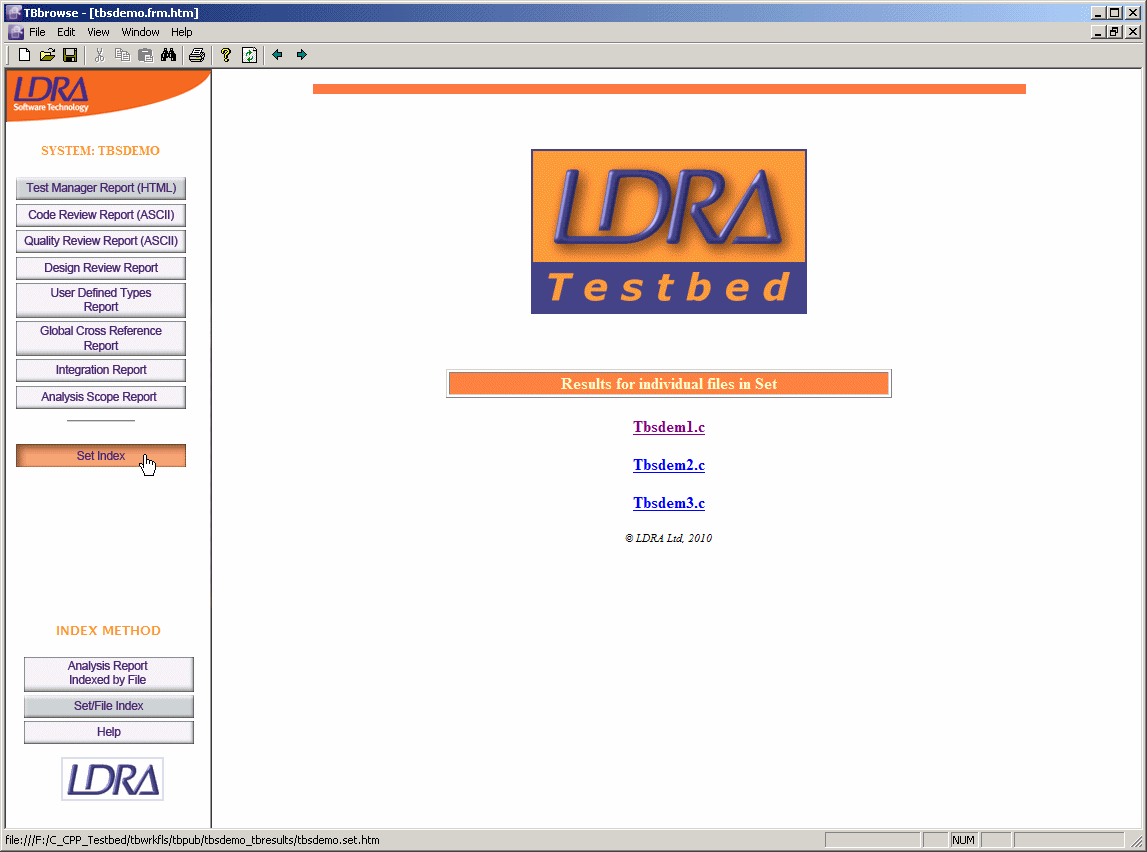 TBbrowse - [tbsdemo.frm.htm]
File Edit View Window Help
LDRA
Software Technology
SYSTEM: TBSDEMO
Test Manager Report (HTML)
Code Review Report (ASCII)
Quality Review Report (ASCII)
Design Review Report
User Defined Types
Report
Global Cross Reference
Report
Integration Report
Analysis Scope Report
Set Index
INDEX METHOD
Analysis Report
Indexed by File
Set/File Index
Help
LDRA
LDRA
Testbed
Results for individual files in Set
Tbsdem1.c
Tbsdem2.c
Tbsdem3.c
© LDRA Ltd, 2010
file:///F:/C_CPP_Testbed/tbwrkfls/tbpub/tbsdemo_tbresults/tbsdemo.set.htm
NUM